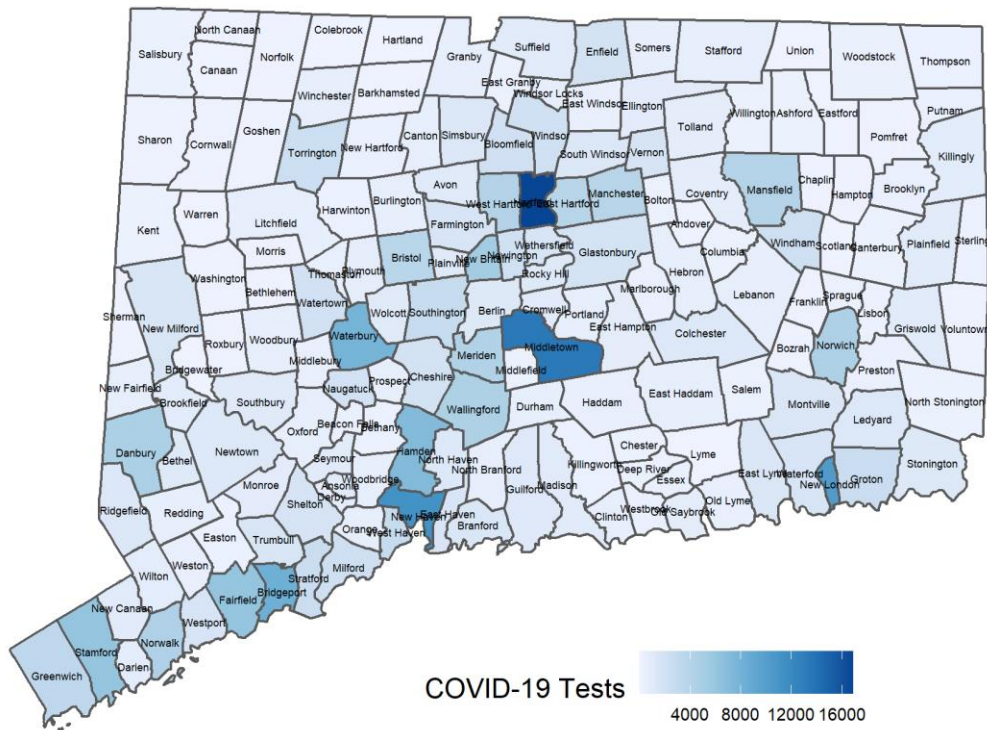 North Canaan
Colebrook
Hartland
Suffield
Enfield
Somers
Stafford
Union
Woodstock
Thompson
Salisbury
Canaan
Norfolk
Granby
East Granby
Windsor Locks
Winchester
Barkhamsted
East Windsor
Ellington
Willington
Ashford
Eastford
Putnam
Sharon
Cornwall
Goshen
Torrington
New Hartford
Canton
Simsbury
Bloomfield
Windsor
South Windsor
Vernon
Tolland
Pomfret
Killingly
Avon
West Hartford
East Hartford
Manchester
Bolton
Coventry
Mansfield
Chaplin
Hampton
Brooklyn
Kent
Warren
Litchfield
Harwinton
Burlington
Farmington
Wethersfield
Glastonbury
Andover
Columbia
Windham
Scotland
Canterbury
Plainfield
Sterling
Morris
Washington
Bethlehem
Thomaston
Plymouth
Bristol
Plainville
New Britain
Newington
Rocky Hill
Marlborough
Hebron
Lebanon
Franklin
Sprague
Lisbon
Griswold
Voluntown
Sherman
New Milford
Roxbury
Woodbury
Watertown
Wolcott
Southington
Berlin
Cromwell
Portland
East Hampton
Colchester
Bozrah
Norwich
Preston
Bridgewater
Middlebury
Waterbury
Meriden
Middletown
Middlefield
New Fairfield
Brookfield
Southbury
Naugatuck
Prospect
Cheshire
Wallingford
Durham
Haddam
East Haddam
Salem
Montville
Ledyard
North Stonington
Danbury
Bethel
Newtown
Oxford
Beacon Falls
Bethany
Hamden
North Haven
North Branford
Guilford
Madison
Killingworth
Chester
Deep River
Essex
Lyme
East Lyme
Waterford
New London
Groton
Stonington
Ridgefield
Redding
Monroe
Seymour
Ansonia
Derby
Woodbridge
Shelton
Orange
New Haven
East Haven
West Haven
Branford
Clinton
Westbrook
Old Saybrook
Old Lyme
Easton
Trumbull
Stratford
Milford
Wilton
Weston
New Canaan
Fairfield
Bridgeport
Westport
Norwalk
Greenwich
Stamford
Darien
COVID-19 Tests
4000 8000 12000 16000